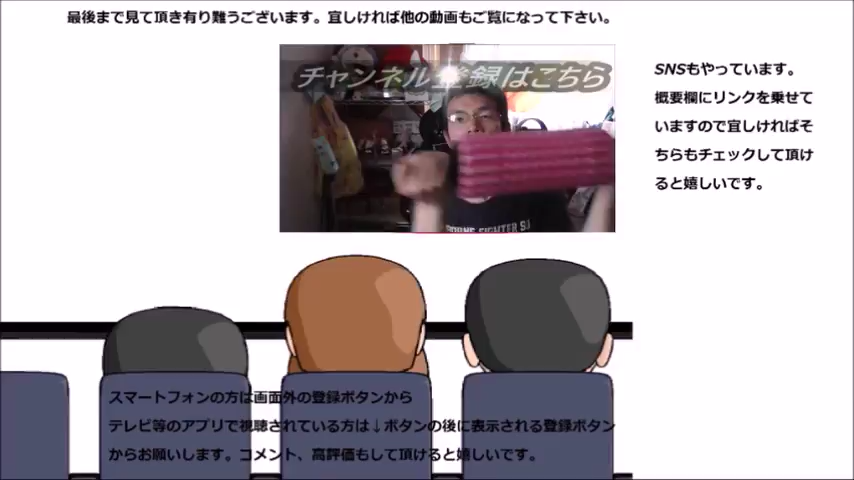 最後まで見て頂き有り難うございます。宜しければ他の動画もご覧になって下さい。
チャンネル登録はこちら
SNSもやっています。
概要欄にリンクを乗せて
いますので宜しければそ
ちらもチェックして頂け
ると嬉しいです。
スマートフォンの方は画面外の登録ボタンから
テレビ等のアプリで視聴されている方は↓ボタンの後に表示される登録ボタン
からお願いします。コメント、高評価もして頂けると嬉しいです。